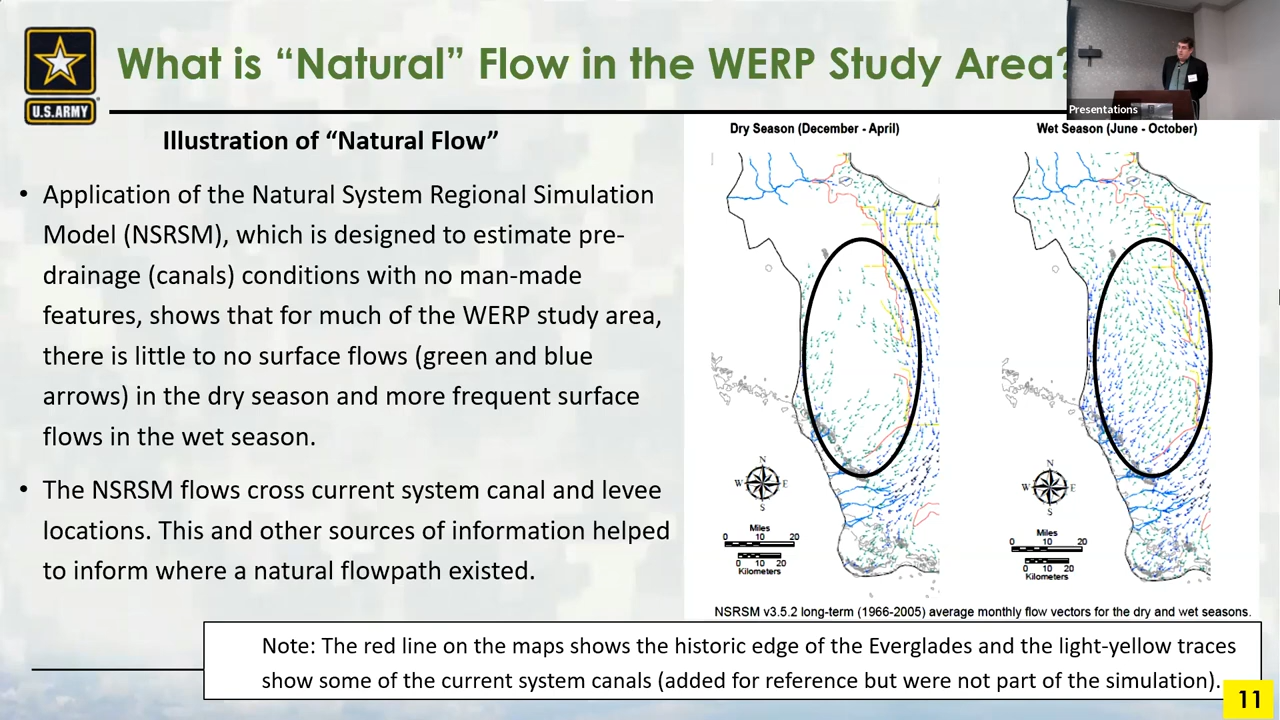 What is “Natural” Flow in the WERP Study Area?
U.S.ARMY
Presentations
Illustration of “Natural Flow”
• Application of the Natural System Regional Simulation
Model (NSRSM), which is designed to estimate pre-
drainage (canals) conditions with no man-made
features, shows that for much of the WERP study area,
there is little to no surface flows (green and blue
arrows) in the dry season and more frequent surface
flows in the wet season.
• The NSRSM flows cross current system canal and levee
locations. This and other sources of information helped
to inform where a natural flowpath existed.
Dry Season (December - April)
N
W E
S
Miles
0 10 20
0 10 20
Kilometers
Wet Season (June - October)
N
W E
S
Miles
0 10 20
0 10 20
Kilometers
NSRSM v3.5.2 long-term (1966-2005) average monthly flow vectors for the dry and wet seasons.
Note: The red line on the maps shows the historic edge of the Everglades and the light-yellow traces
show some of the current system canals (added for reference but were not part of the simulation).
11